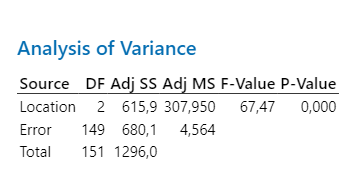 Analysis of Variance
Source DF Adj SS Adj MS F-Value P-Value
Location 2 615,9 307,950 67,47 0,000
Error 149 680,1 4,564
Total 151 1296,0